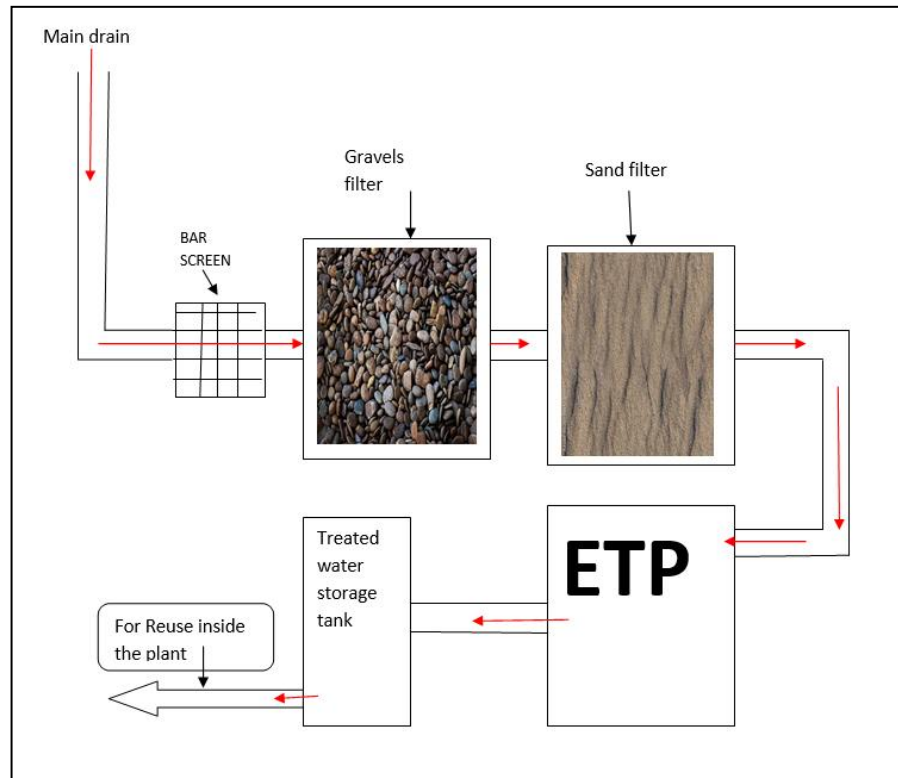 Main drain
Gravels
filter
Sand filter
BAR
SCREEN
ETP
Treated
water
storage
tank
For Reuse inside
the plant